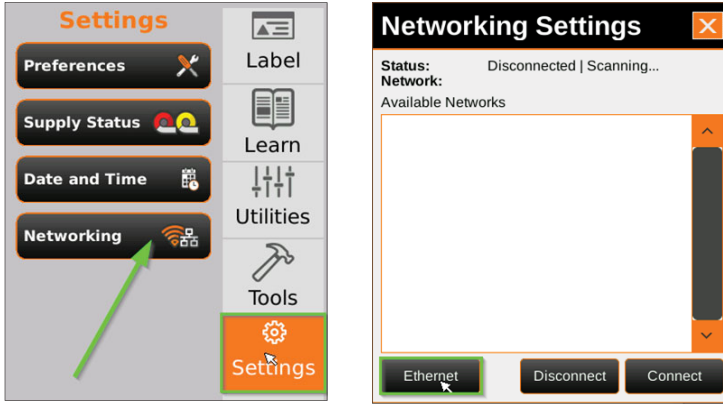 Settings
Preferences
Supply Status
Date and Time
Networking
Label
Learn
Utilities
Tools
Settings
Networking Settings
Status: Disconnected | Scanning...
Network:
Available Networks
Ethernet
Disconnect
Connect